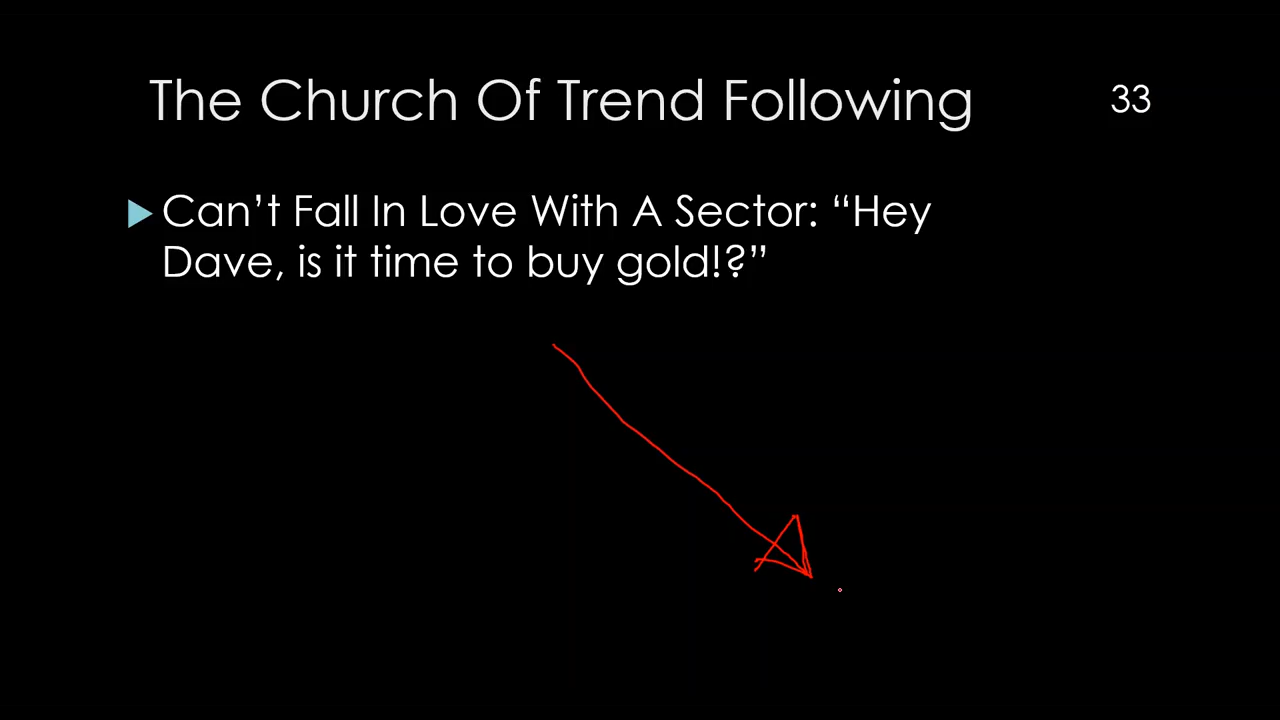 The Church Of Trend Following
33
Can’t Fall In Love With A Sector: “Hey
Dave, is it time to buy gold!?”